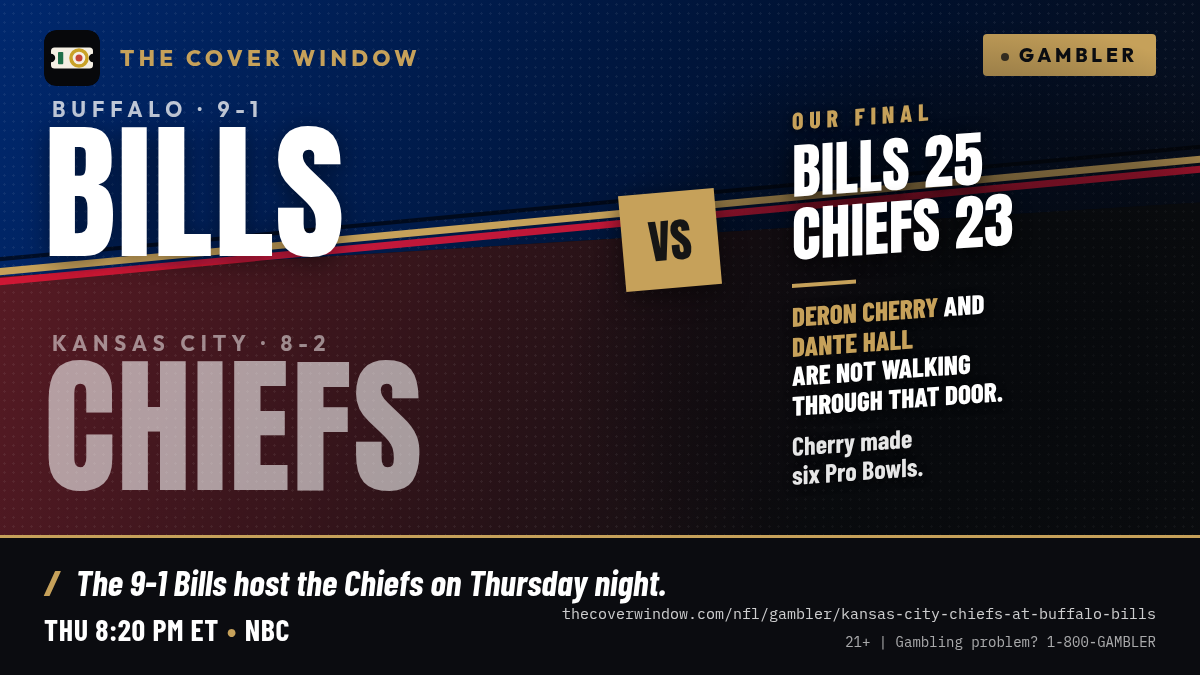 THE COVER WINDOW
• GAMBLER
BUFFALO · 9-1
BILLS
VS
KANSAS CITY · 8-2
CHIEFS
OUR FINAL
BILLS 25
CHIEFS 23
DERON CHERRY AND
DANTE HALL
ARE NOT WALKING
THROUGH THAT DOOR.
Cherry made
six Pro Bowls.
/ The 9-1 Bills host the Chiefs on Thursday night.
THU 8:20 PM ET • NBC
thecoverwindow.com/nfl/gambler/kansas-city-chiefs-at-buffalo-bills
21+ | Gambling problem? 1-800-GAMBLER